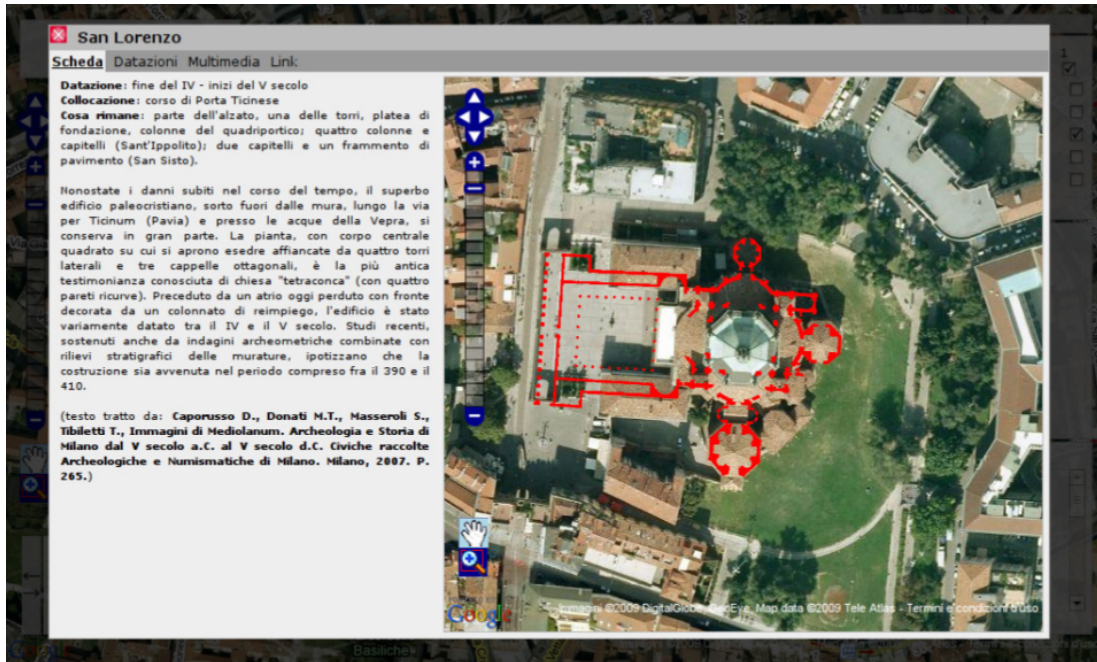 San Lorenzo
Scheda Datazioni Multimedia Link
Datazione: fine del IV - inizi del V secolo
Collocazione: corso di Porta Ticinese
Cosa rimane: parte dell'alzato, una delle torri, platea di
fondazione, colonne del quadriportico; quattro colonne e
capitelli (Sant'Ippolito); due capitelli e un frammento di
pavimento (San Sisto).
Nonostate i danni subiti nel corso del tempo, il superbo
edificio paleocristiano, sorto fuori dalle mura, lungo la via
per Ticinum (Pavia) e presso le acque della Vepra, si
conserva in gran parte. La pianta, con corpo centrale
quadrato su cui si aprono esedre affiancate da quattro torri
laterali e tre cappelle ottagonali, è la più antica
testimonianza conosciuta di chiesa "tetraconca" (con quattro
pareti ricurve). Preceduto da un atrio oggi perduto con fronte
decorata da un colonnato di reimpiego, l'edificio è stato
variamente datato tra il IV e il V secolo. Studi recenti,
sostenuti anche da indagini archeometriche combinate con
rilievi stratigrafici delle murature, ipotizzano che la
costruzione sia avvenuta nel periodo compreso fra il 390 e il
410.
(testo tratto da: Caporusso D., Donati M.T., Masseroli S.,
Tibiletti T., Immagini di Mediolanum. Archeologia e Storia di
Milano dal V secolo a.C. al V secolo d.C. Civiche raccolte
Archeologiche e Numismatiche di Milano. Milano, 2007. P.
265.)
Google
Immagini ©2009 DigitalGlobe, GeoEye, Map data ©2009 Tele Atlas - Termini e condizioni d'uso
1
Basiliche